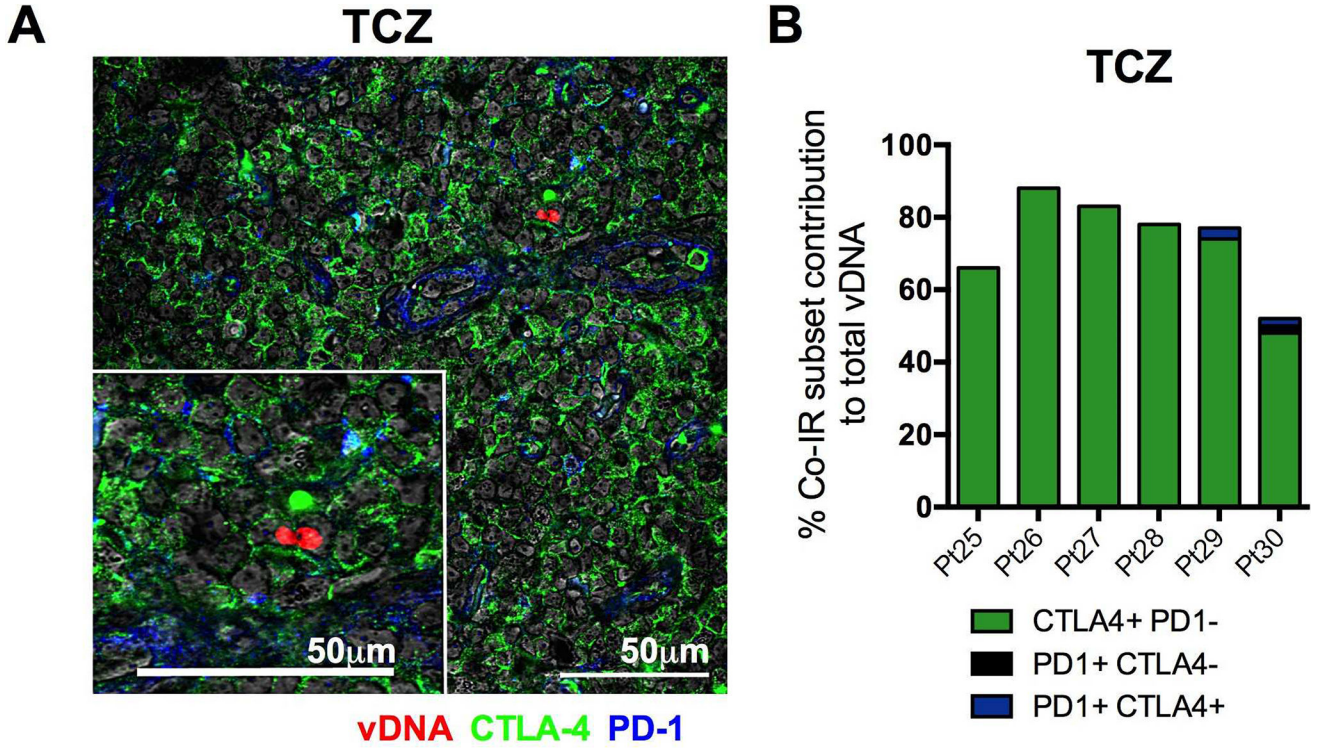 A
TCZ
50µm
50µm
vDNA CTLA-4 PD-1
B
TCZ
% Co-IR subset contribution
to total vDNA
100
80
60
40
20
0
Pt25
Pt26
Pt27
Pt28
Pt29
Pt30
CTLA4+ PD1-
PD1+ CTLA4-
PD1+ CTLA4+